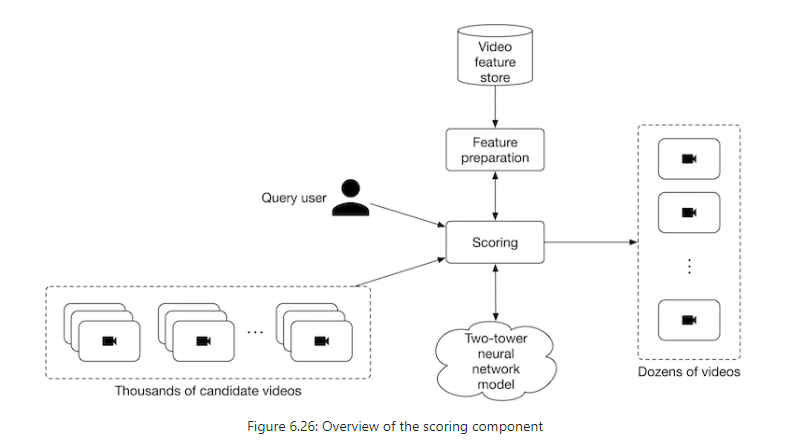 Video
feature
store
Feature
preparation
Query user
Scoring
...
⋮
Two-tower
neural
network
model
Thousands of candidate videos
Dozens of videos
Figure 6.26: Overview of the scoring component